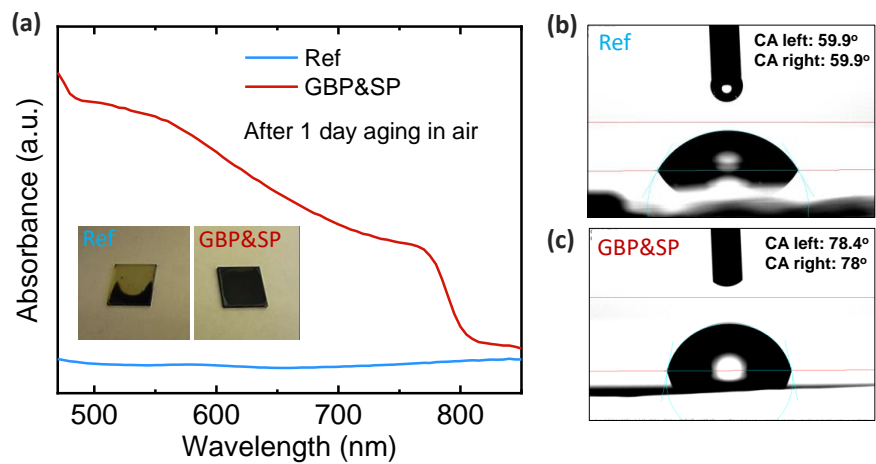 (a)
Absorbance (a.u.)
Ref
GBP&SP
After 1 day aging in air
Ref
GBP&SP
500
600
700
800
Wavelength (nm)
(b)
Ref
CA left: 59.9°
CA right: 59.9°
(c)
GBP&SP
CA left: 78.4°
CA right: 78°